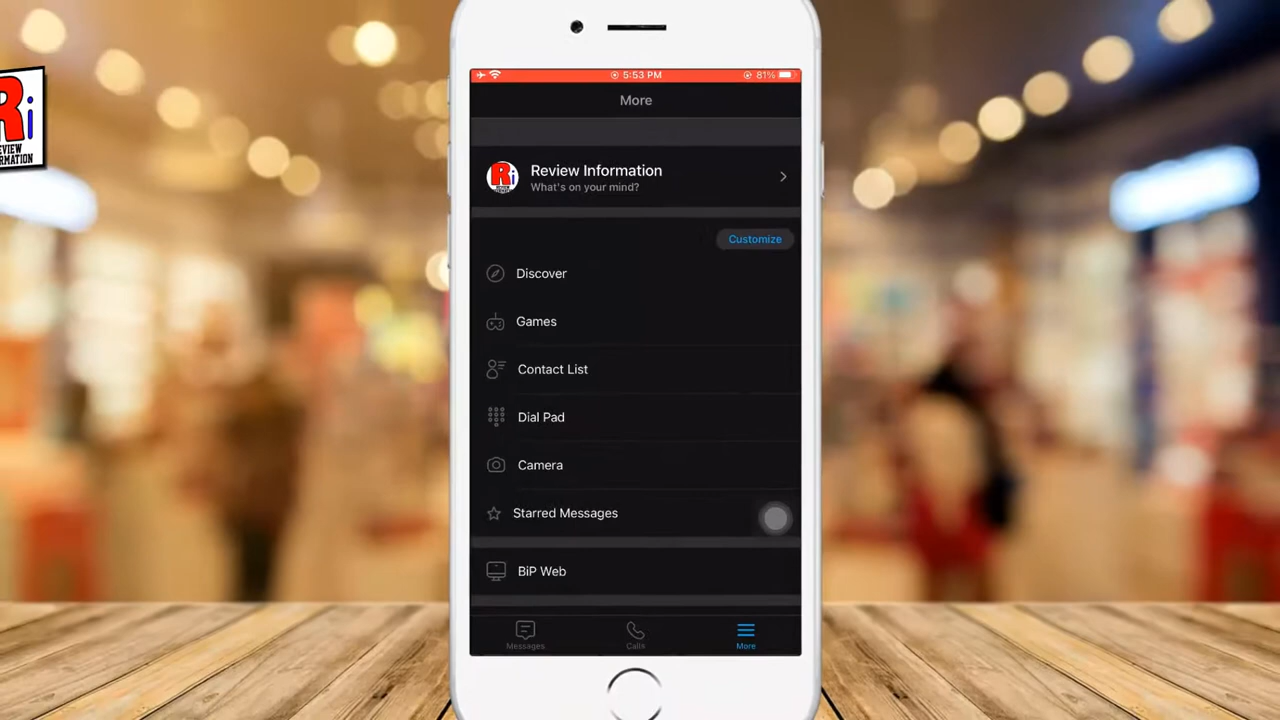 Ri
REVIEW
INFORMATION
5:53 PM
81%
More
Review Information
What's on your mind?
Customize
Discover
Games
Contact List
Dial Pad
Camera
Starred Messages
BiP Web
Messages
Calls
More